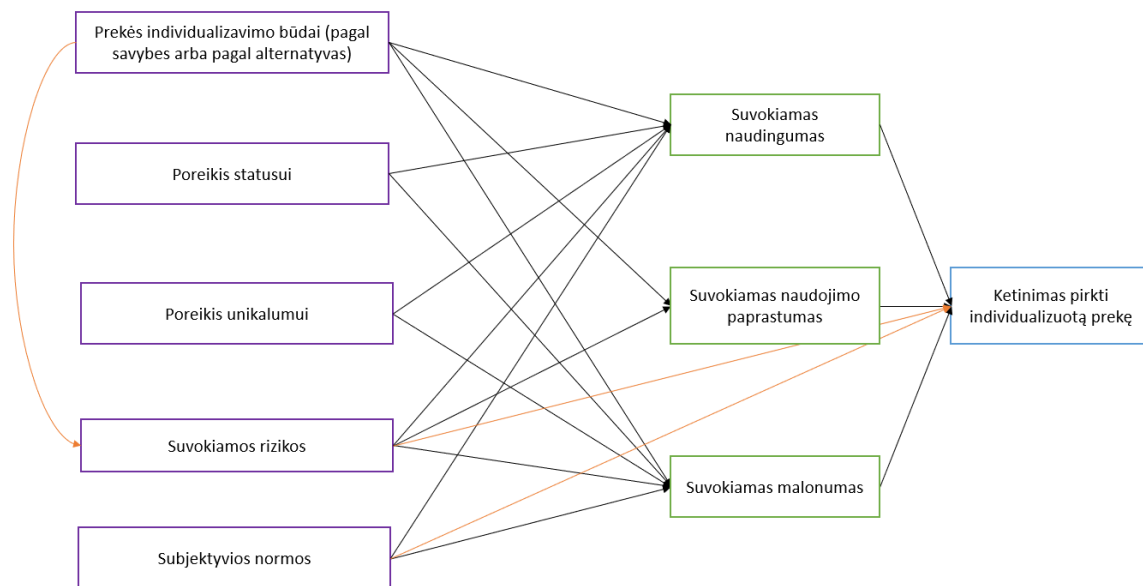 Prekės individualizavimo būdai (pagal
savybes arba pagal alternatyvas)
Poreikis statusui
Poreikis unikalumui
Suvokiamos rizikos
Subjektyvios normos
Suvokiamas
naudingumas
Suvokiamas naudojimo
paprastumas
Suvokiamas malonumas
Ketinimas pirkti
individualizuotą prekę